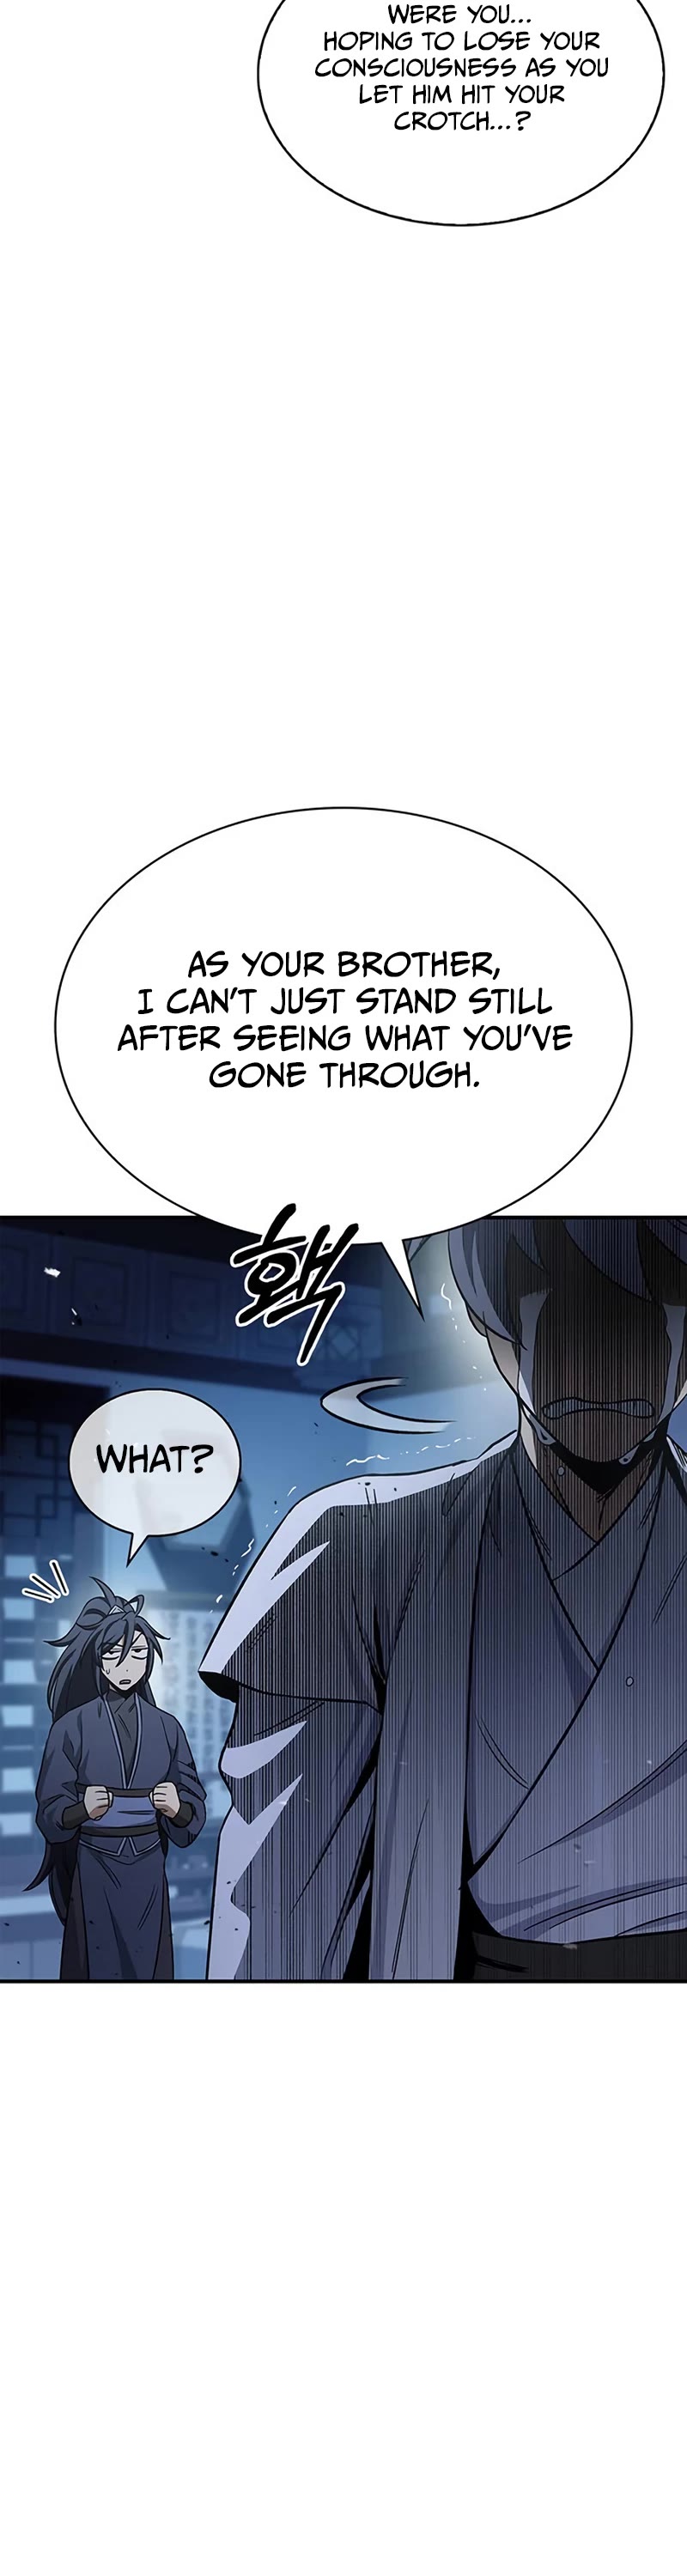 WERE YOU...
HOPING TO LOSE YOUR
CONSCIOUSNESS AS YOU
LET HIM HIT YOUR
CROTCH...?
AS YOUR BROTHER,
I CAN'T JUST STAND STILL
AFTER SEEING WHAT YOU'VE
GONE THROUGH.
홱
WHAT?